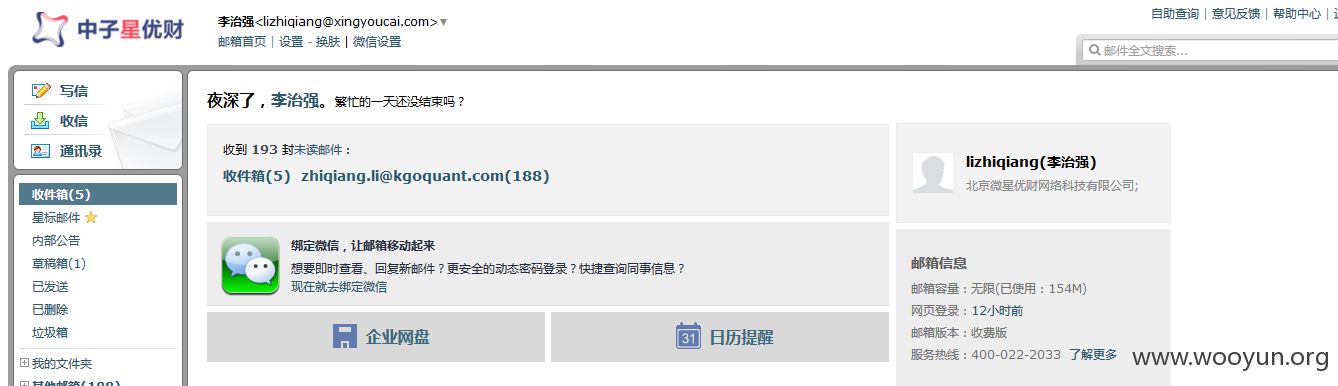 中子星优财
李治强<lizhiqiang@xingyoucai.com>
邮箱首页 | 设置 - 换肤 | 微信设置
自助查询 | 意见反馈 | 帮助中心 |
邮件全文搜索...
写信
收信
通讯录
收件箱(5)
星标邮件
内部公告
草稿箱(1)
已发送
已删除
垃圾箱
我的文件夹
其他邮箱(188)
夜深了，李治强。繁忙的一天还没结束吗？
收到 193 封未读邮件：
收件箱(5) zhiqiang.li@kgoquant.com(188)
绑定微信，让邮箱移动起来
想要即时查看、回复新邮件？更安全的动态密码登录？快捷查询同事信息？
现在就去绑定微信
企业网盘
31
日历提醒
lizhiqiang(李治强)
北京微星优财网络科技有限公司;
邮箱信息
邮箱容量：无限(已使用：154M)
网页登录：12小时前
邮箱版本：收费版
服务热线：400-022-2033 了解更多
www.wooyun.org